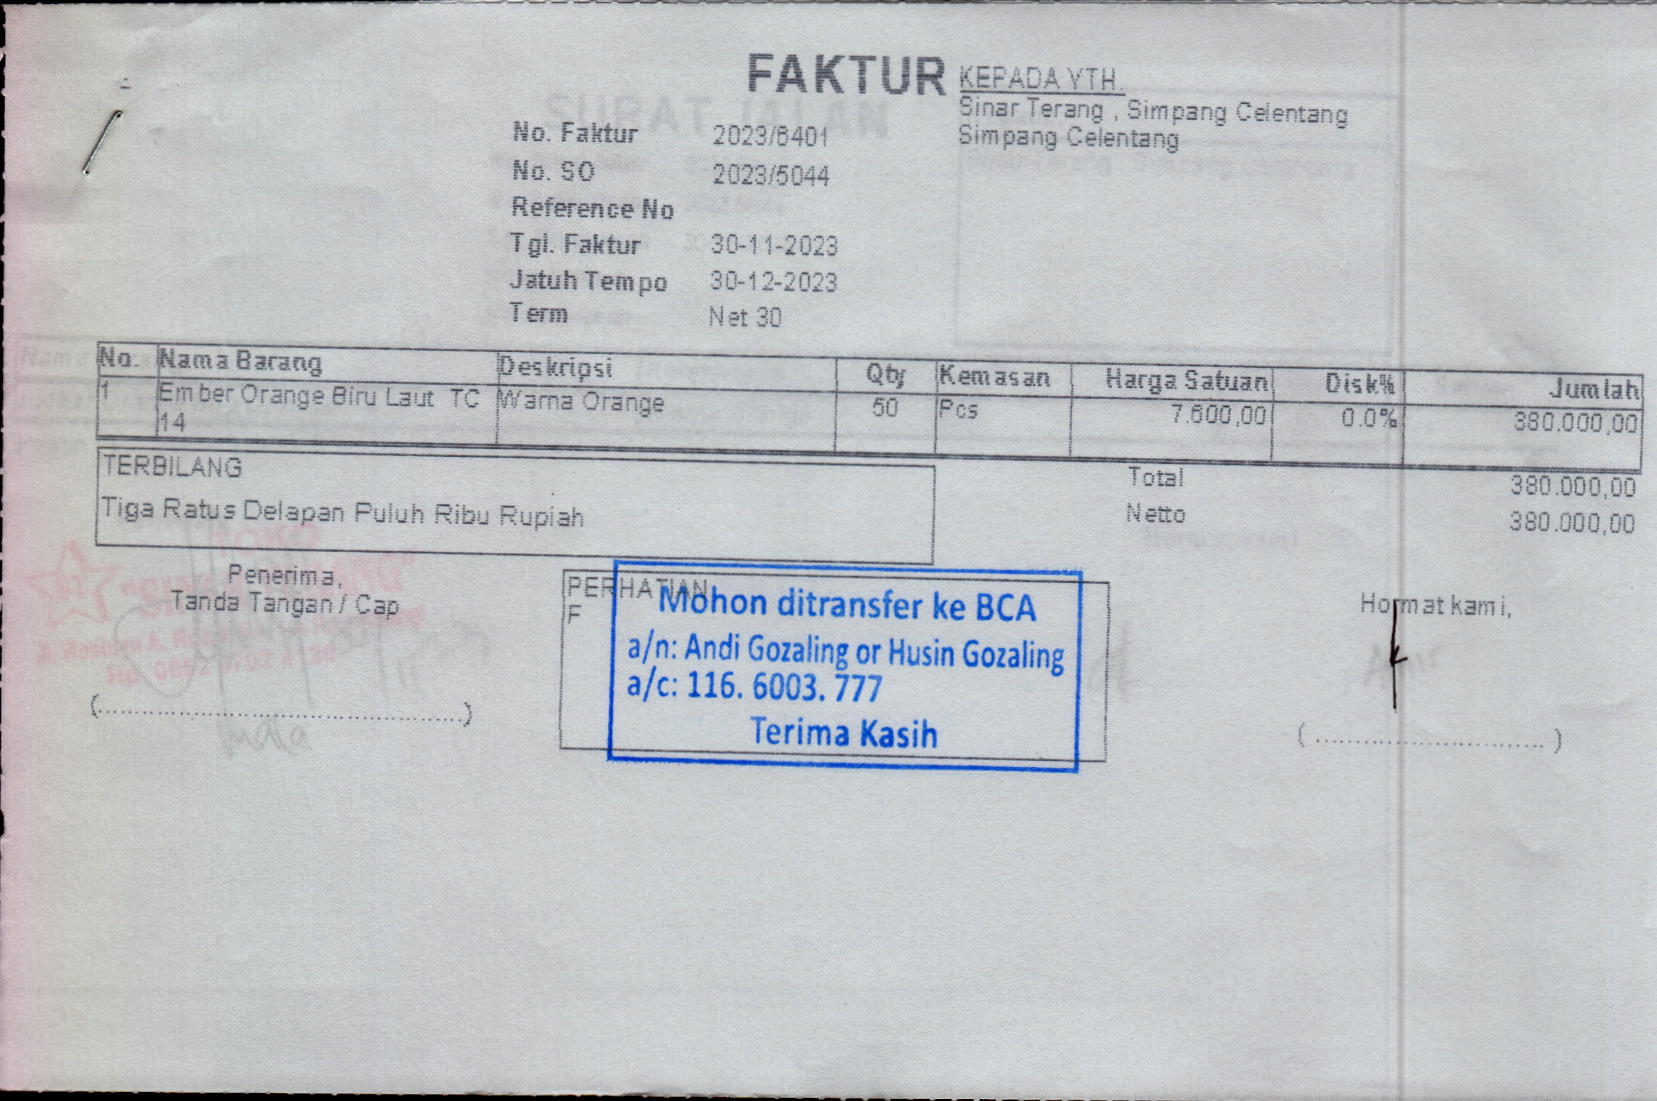 FAKTUR
KEPADA YTH.
Sinar Terang , Simpang Celentang
Simpang Celentang
No. Faktur 2023/6401
No. SO 2023/5044
Reference No
Tgl. Faktur 30-11-2023
Jatuh Tempo 30-12-2023
Term Net 30
No. Nama Barang Deskripsi Qty Kemasan Harga Satuan Disk% Jumlah
1 Ember Orange Biru Laut TC 14 Warna Orange 50 Pcs 7.600,00 0.0% 380.000,00
TERBILANG
Tiga Ratus Delapan Puluh Ribu Rupiah
Total 380.000,00
Netto 380.000,00
Penerima,
Tanda Tangan / Cap
PERHATIAN
F
Mohon ditransfer ke BCA
a/n: Andi Gozaling or Husin Gozaling
a/c: 116. 6003. 777
Terima Kasih
Hormat kami,
SURAT JALAN
TOKO